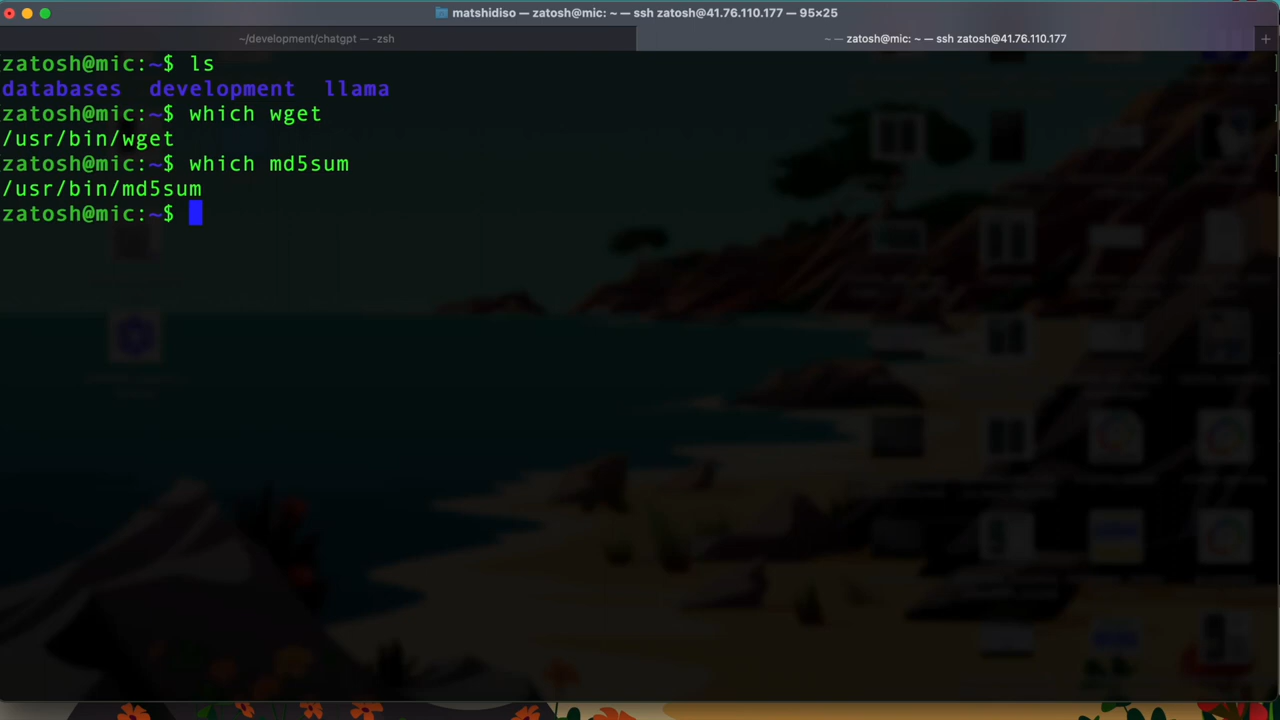 matshidiso — zatosh@mic: ~ — ssh zatosh@41.76.110.177 — 95×25
~/development/chatgpt — -zsh
~ — zatosh@mic: ~ — ssh zatosh@41.76.110.177
zatosh@mic:~$ ls
databases development llama
zatosh@mic:~$ which wget
/usr/bin/wget
zatosh@mic:~$ which md5sum
/usr/bin/md5sum
zatosh@mic:~$